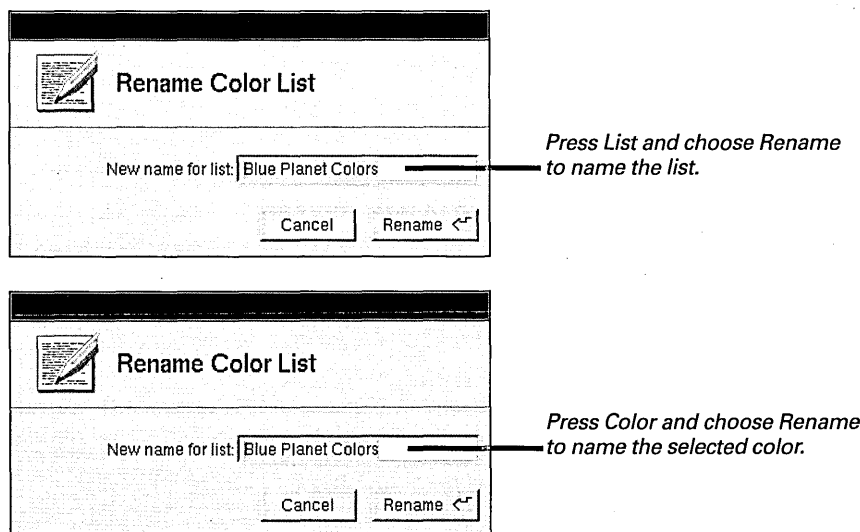 Rename Color List
New name for list: Blue Planet Colors
Cancel
Rename
Press List and choose Rename
to name the list.
Rename Color List
New name for list: Blue Planet Colors
Cancel
Rename
Press Color and choose Rename
to name the selected color.